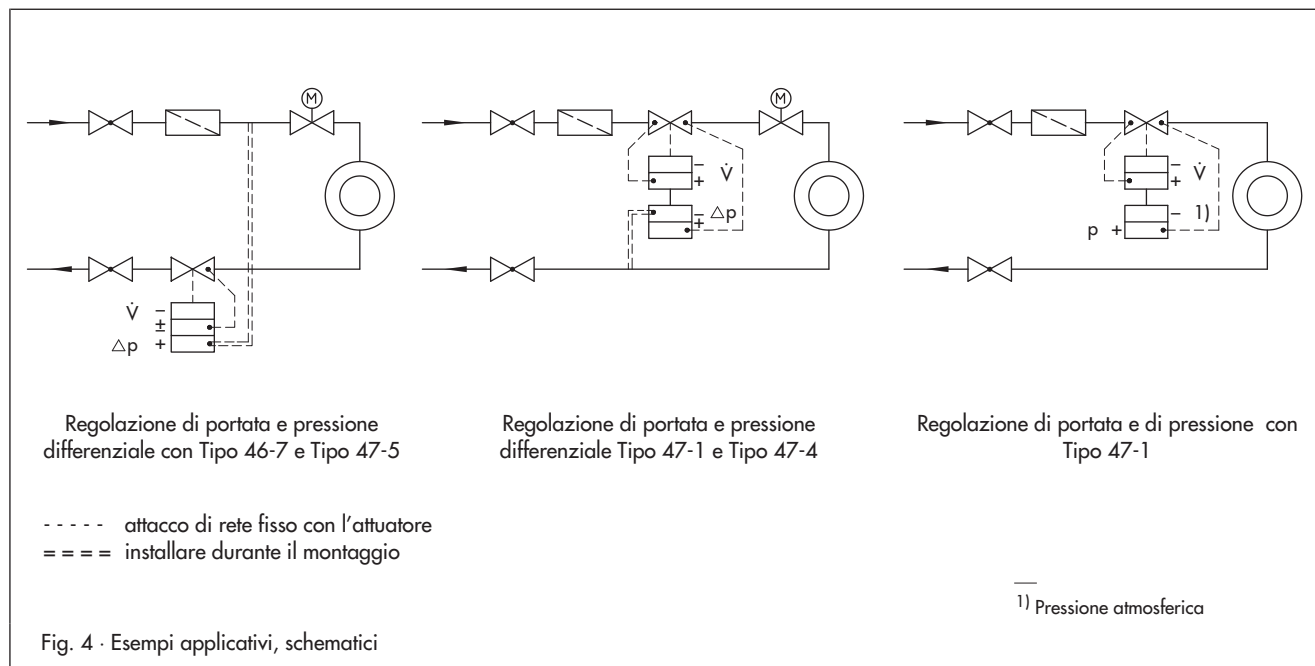 M
M
V̇
–
±
Δp
+
–
+
V̇
–
+
Δp
–
+
V̇
p
+
–
1)
Regolazione di portata e pressione
differenziale con Tipo 46-7 e Tipo 47-5
Regolazione di portata e pressione
differenziale Tipo 47-1 e Tipo 47-4
Regolazione di portata e di pressione con
Tipo 47-1
- - - - - attacco di rete fisso con l'attuatore
= = = = installare durante il montaggio
1) Pressione atmosferica
Fig. 4 · Esempi applicativi, schematici